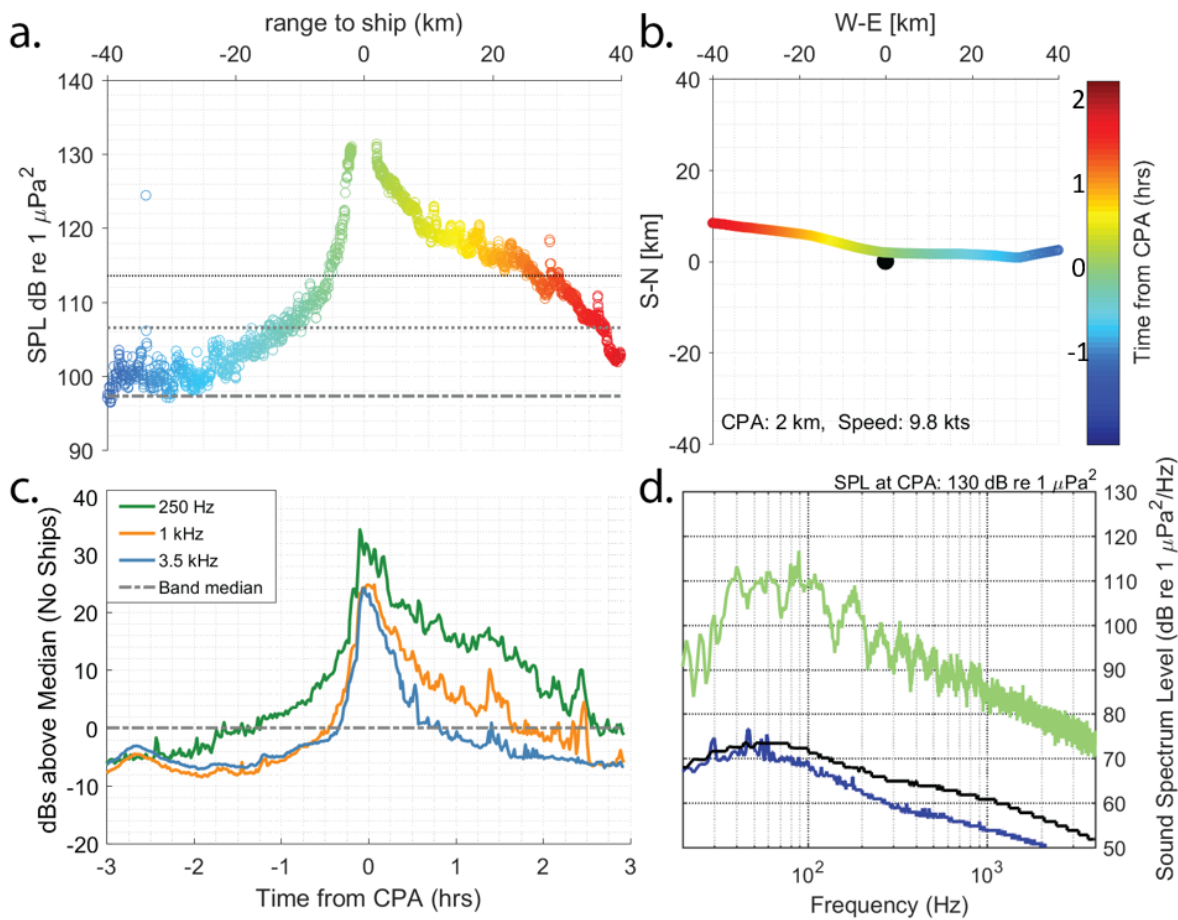 a.
range to ship (km)
-40 -20 0 20 40
140
130
120
110
100
90
SPL dB re 1 μPa²
b.
W-E [km]
-40 -20 0 20 40
40
20
0
-20
-40
S-N [km]
CPA: 2 km, Speed: 9.8 kts
2
1
0
-1
Time from CPA (hrs)
c.
250 Hz
1 kHz
3.5 kHz
Band median
40
30
20
10
0
-10
-20
dBs above Median (No Ships)
-3 -2 -1 0 1 2 3
Time from CPA (hrs)
d.
SPL at CPA: 130 dB re 1 μPa²
130
120
110
100
90
80
70
60
50
Sound Spectrum Level (dB re 1 μPa²/Hz)
10² 10³
Frequency (Hz)